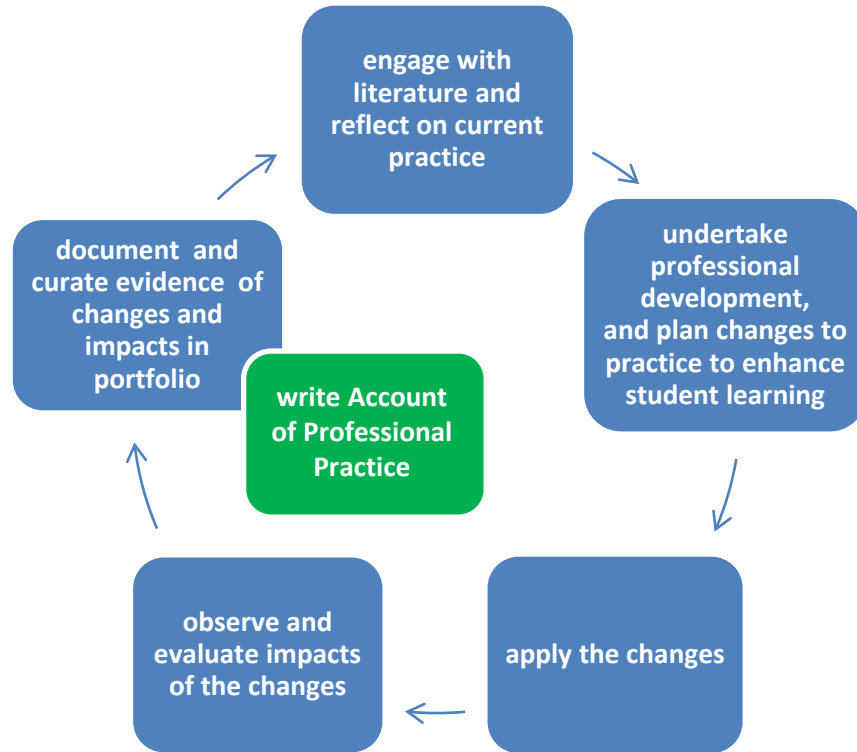 engage with
literature and
reflect on current
practice
undertake
professional
development,
and plan changes to
practice to enhance
student learning
apply the changes
observe and
evaluate impacts
of the changes
document  and
curate evidence  of
changes and
impacts in
portfolio
write Account
of Professional
Practice